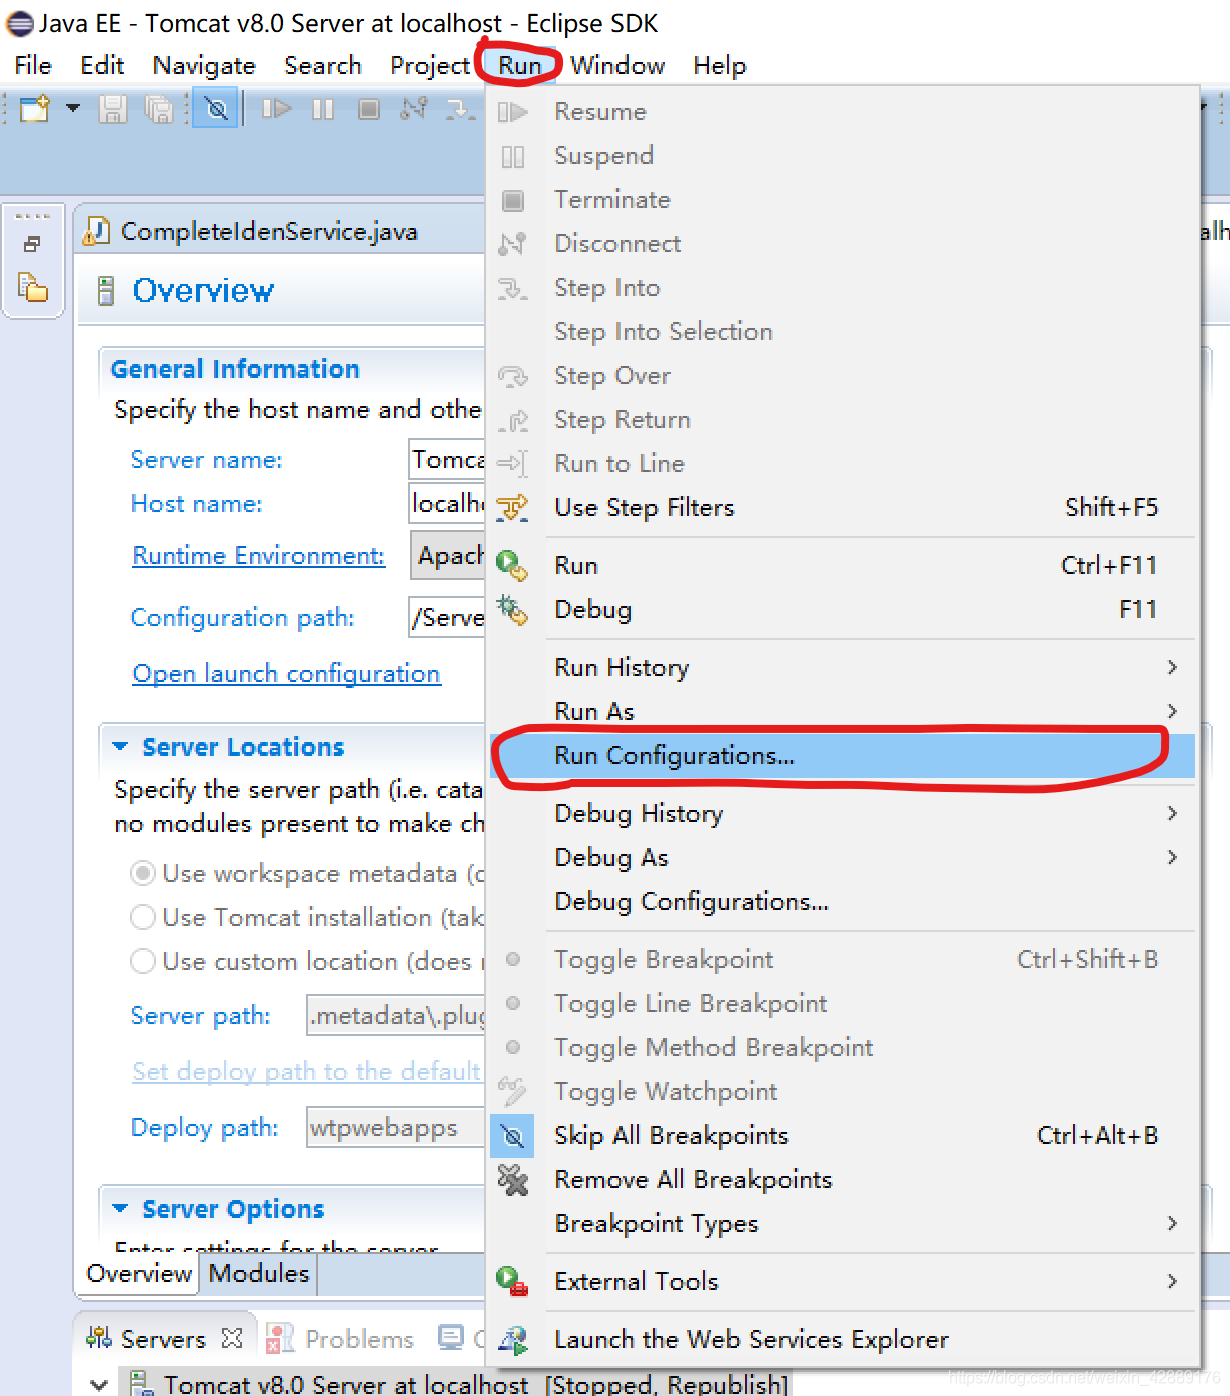 Java EE - Tomcat v8.0 Server at localhost - Eclipse SDK
File Edit Navigate Search Project Run Window Help
CompleteIdenService.java
Overview
General Information
Specify the host name and othe
Server name: Tomca
Host name: localh
Runtime Environment: Apach
Configuration path: /Serve
Open launch configuration
Server Locations
Specify the server path (i.e. cata
no modules present to make ch
Use workspace metadata (
Use Tomcat installation (tak
Use custom location (does
Server path: .metadata\.plug
Set deploy path to the default
Deploy path: wtpwebapps
Server Options
Enter settings for the server
Overview Modules
Servers Problems
Tomcat v8.0 Server at localhost [Stopped, Republish]
Resume
Suspend
Terminate
Disconnect
Step Into
Step Into Selection
Step Over
Step Return
Run to Line
Use Step Filters Shift+F5
Run Ctrl+F11
Debug F11
Run History
Run As
Run Configurations...
Debug History
Debug As
Debug Configurations...
Toggle Breakpoint Ctrl+Shift+B
Toggle Line Breakpoint
Toggle Method Breakpoint
Toggle Watchpoint
Skip All Breakpoints Ctrl+Alt+B
Remove All Breakpoints
Breakpoint Types
External Tools
Launch the Web Services Explorer
alh
https://blog.csdn.net/weixin_42889176